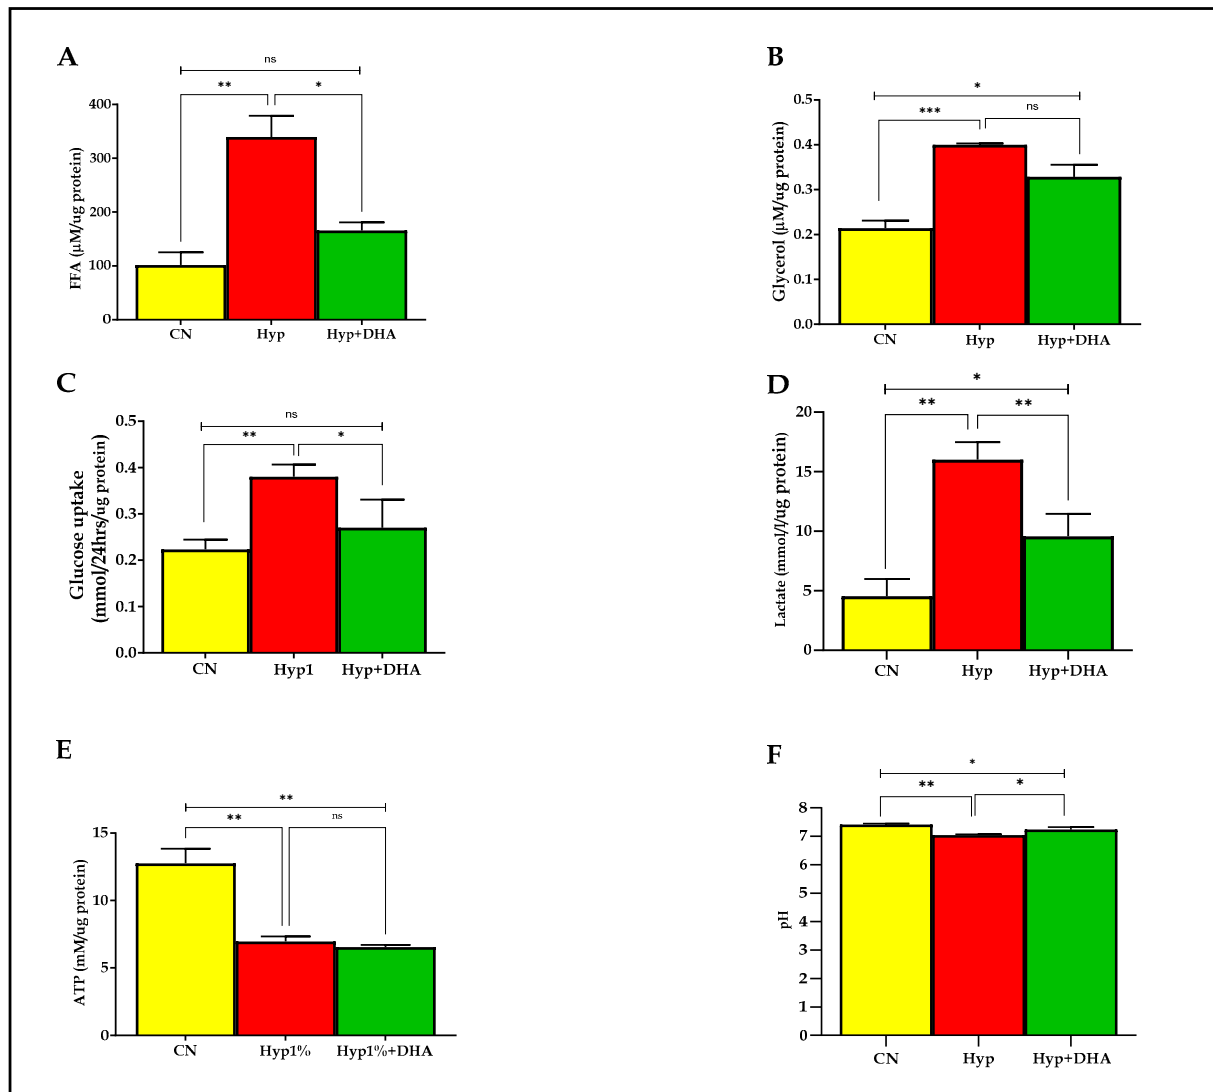 A
ns
**
*
400
300
200
100
0
FFA (µM/ug protein)
CN
Hyp
Hyp+DHA
B
*
***
ns
0.5
0.4
0.3
0.2
0.1
0.0
Glycerol (µM/ug protein)
CN
Hyp
Hyp+DHA
C
ns
**
*
0.5
0.4
0.3
0.2
0.1
0.0
Glucose uptake
(mmol/24hrs/ug protein)
CN
Hyp1
Hyp+DHA
D
*
**
**
20
15
10
5
0
Lactate (mmol/l/ug protein)
CN
Hyp
Hyp+DHA
E
**
**
ns
15
10
5
0
ATP (mM/ug protein)
CN
Hyp1%
Hyp1%+DHA
F
*
**
*
8
7
6
5
4
3
2
1
0
pH
CN
Hyp
Hyp+DHA